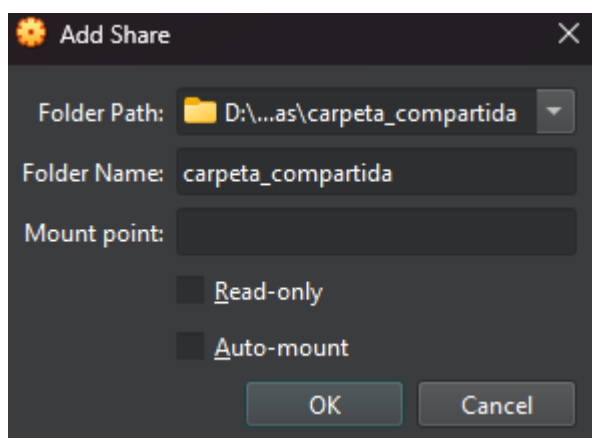 Add Share
Folder Path: D:\...as\carpeta_compartida
Folder Name: carpeta_compartida
Mount point:
Read-only
Auto-mount
OK Cancel